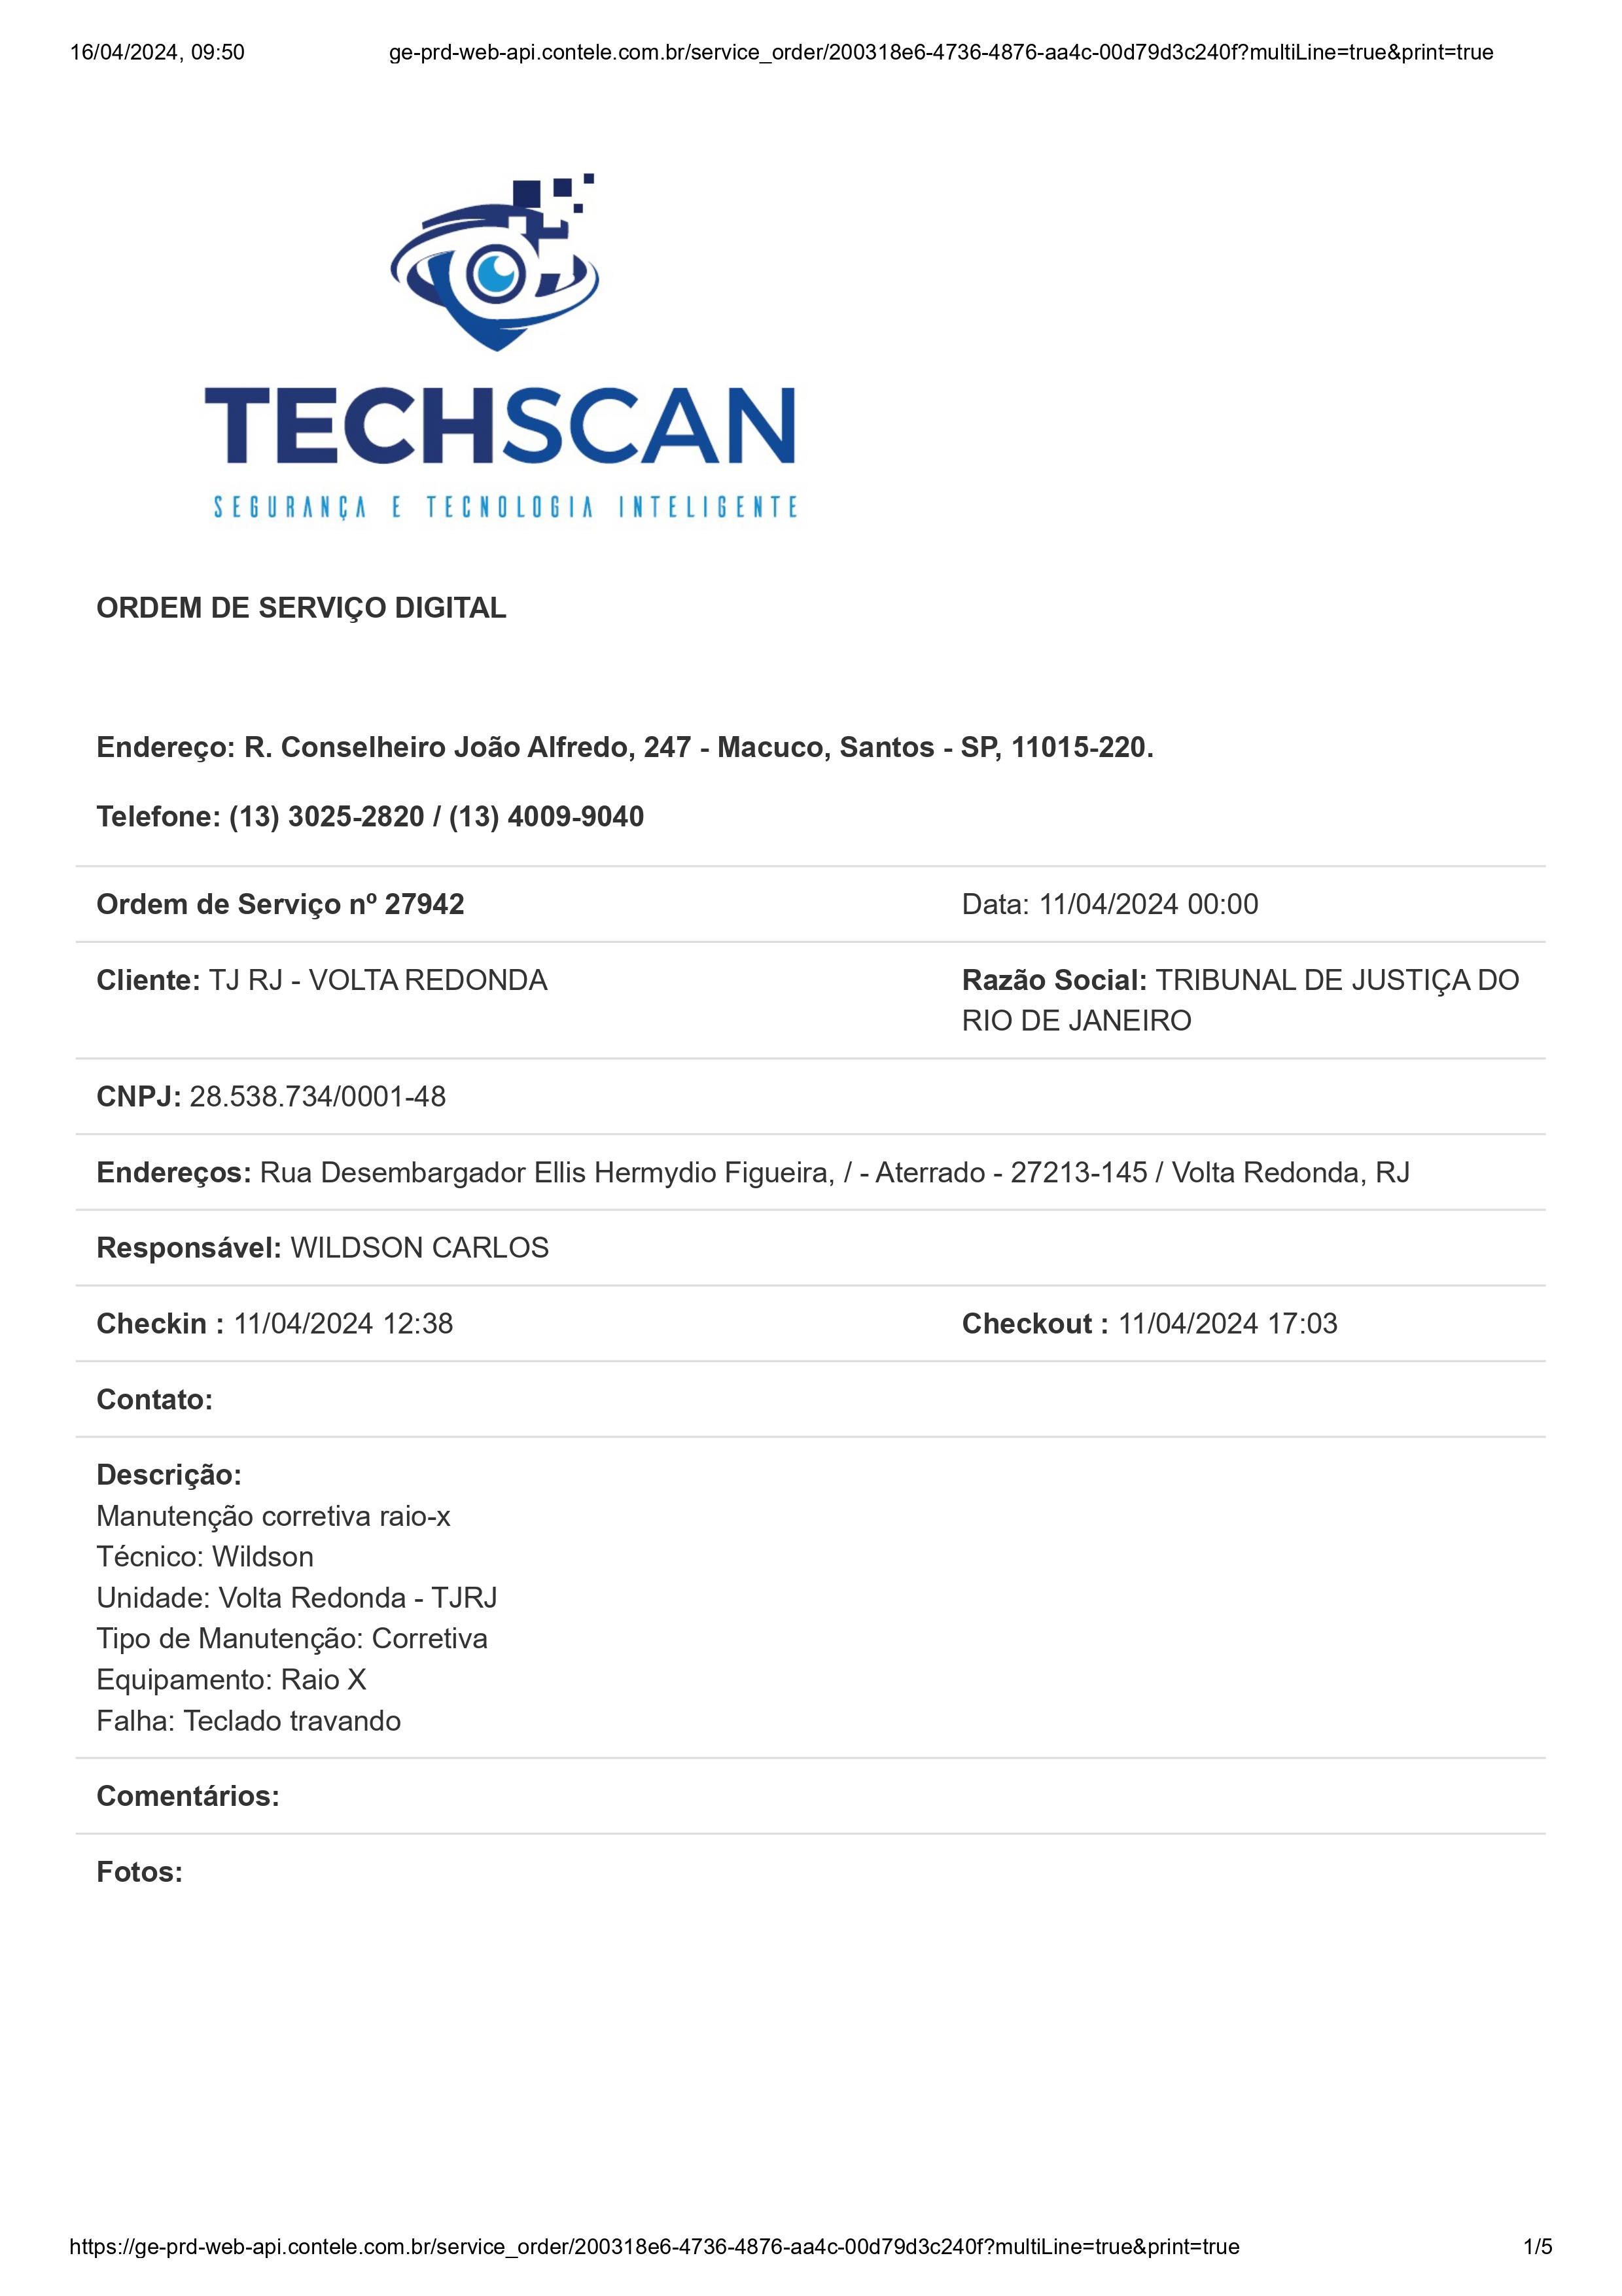 16/04/2024, 09:50
ge-prd-web-api.contele.com.br/service_order/200318e6-4736-4876-aa4c-00d79d3c240f?multiLine=true&print=true
TECHSCAN
SEGURANÇA E TECNOLOGIA INTELIGENTE
ORDEM DE SERVIÇO DIGITAL
Endereço: R. Conselheiro João Alfredo, 247 - Macuco, Santos - SP, 11015-220.
Telefone: (13) 3025-2820 / (13) 4009-9040
Ordem de Serviço nº 27942
Data: 11/04/2024 00:00
Cliente: TJ RJ - VOLTA REDONDA
Razão Social: TRIBUNAL DE JUSTIÇA DO
RIO DE JANEIRO
CNPJ: 28.538.734/0001-48
Endereços: Rua Desembargador Ellis Hermydio Figueira, / - Aterrado - 27213-145 / Volta Redonda, RJ
Responsável: WILDSON CARLOS
Checkin : 11/04/2024 12:38
Checkout : 11/04/2024 17:03
Contato:
Descrição:
Manutenção corretiva raio-x
Técnico: Wildson
Unidade: Volta Redonda - TJRJ
Tipo de Manutenção: Corretiva
Equipamento: Raio X
Falha: Teclado travando
Comentários:
Fotos:
https://ge-prd-web-api.contele.com.br/service_order/200318e6-4736-4876-aa4c-00d79d3c240f?multiLine=true&print=true
1/5